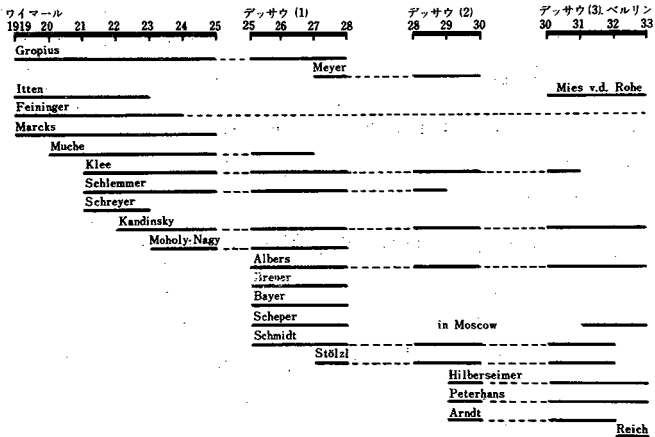 ワイマール デッサウ (1) デッサウ (2) デッサウ (3). ベルリン
1919 20 21 22 23 24 25 25 26 27 28 28 29 30 30 31 32 33
Gropius
Meyer
Itten Mies v.d. Rohe
Feininger
Marcks
Muche
Klee
Schlemmer
Schreyer
Kandinsky
Moholy-Nagy
Albers
Breuer
Bayer
Scheper in Moscow
Schmidt
Stölzl
Hilberseimer
Peterhans
Arndt
Reich